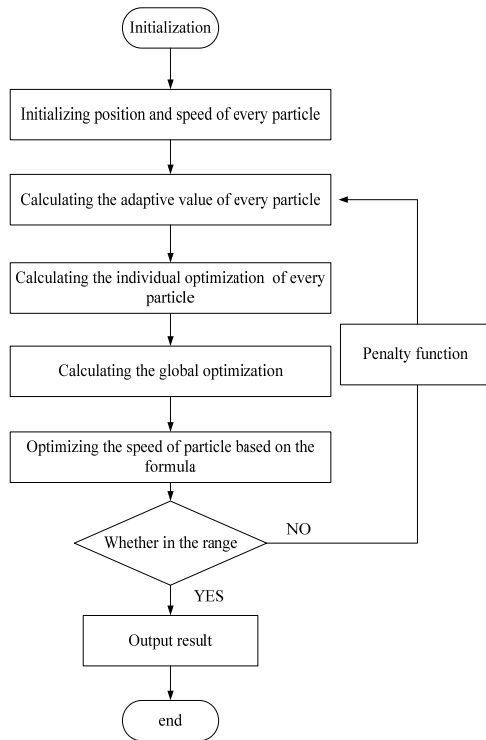 Initialization
Initializing position and speed of every particle
Calculating the adaptive value of every particle
Calculating the individual optimization of every
particle
Penalty function
Calculating the global optimization
Optimizing the speed of particle based on the
formula
Whether in the range
NO
YES
Output result
end